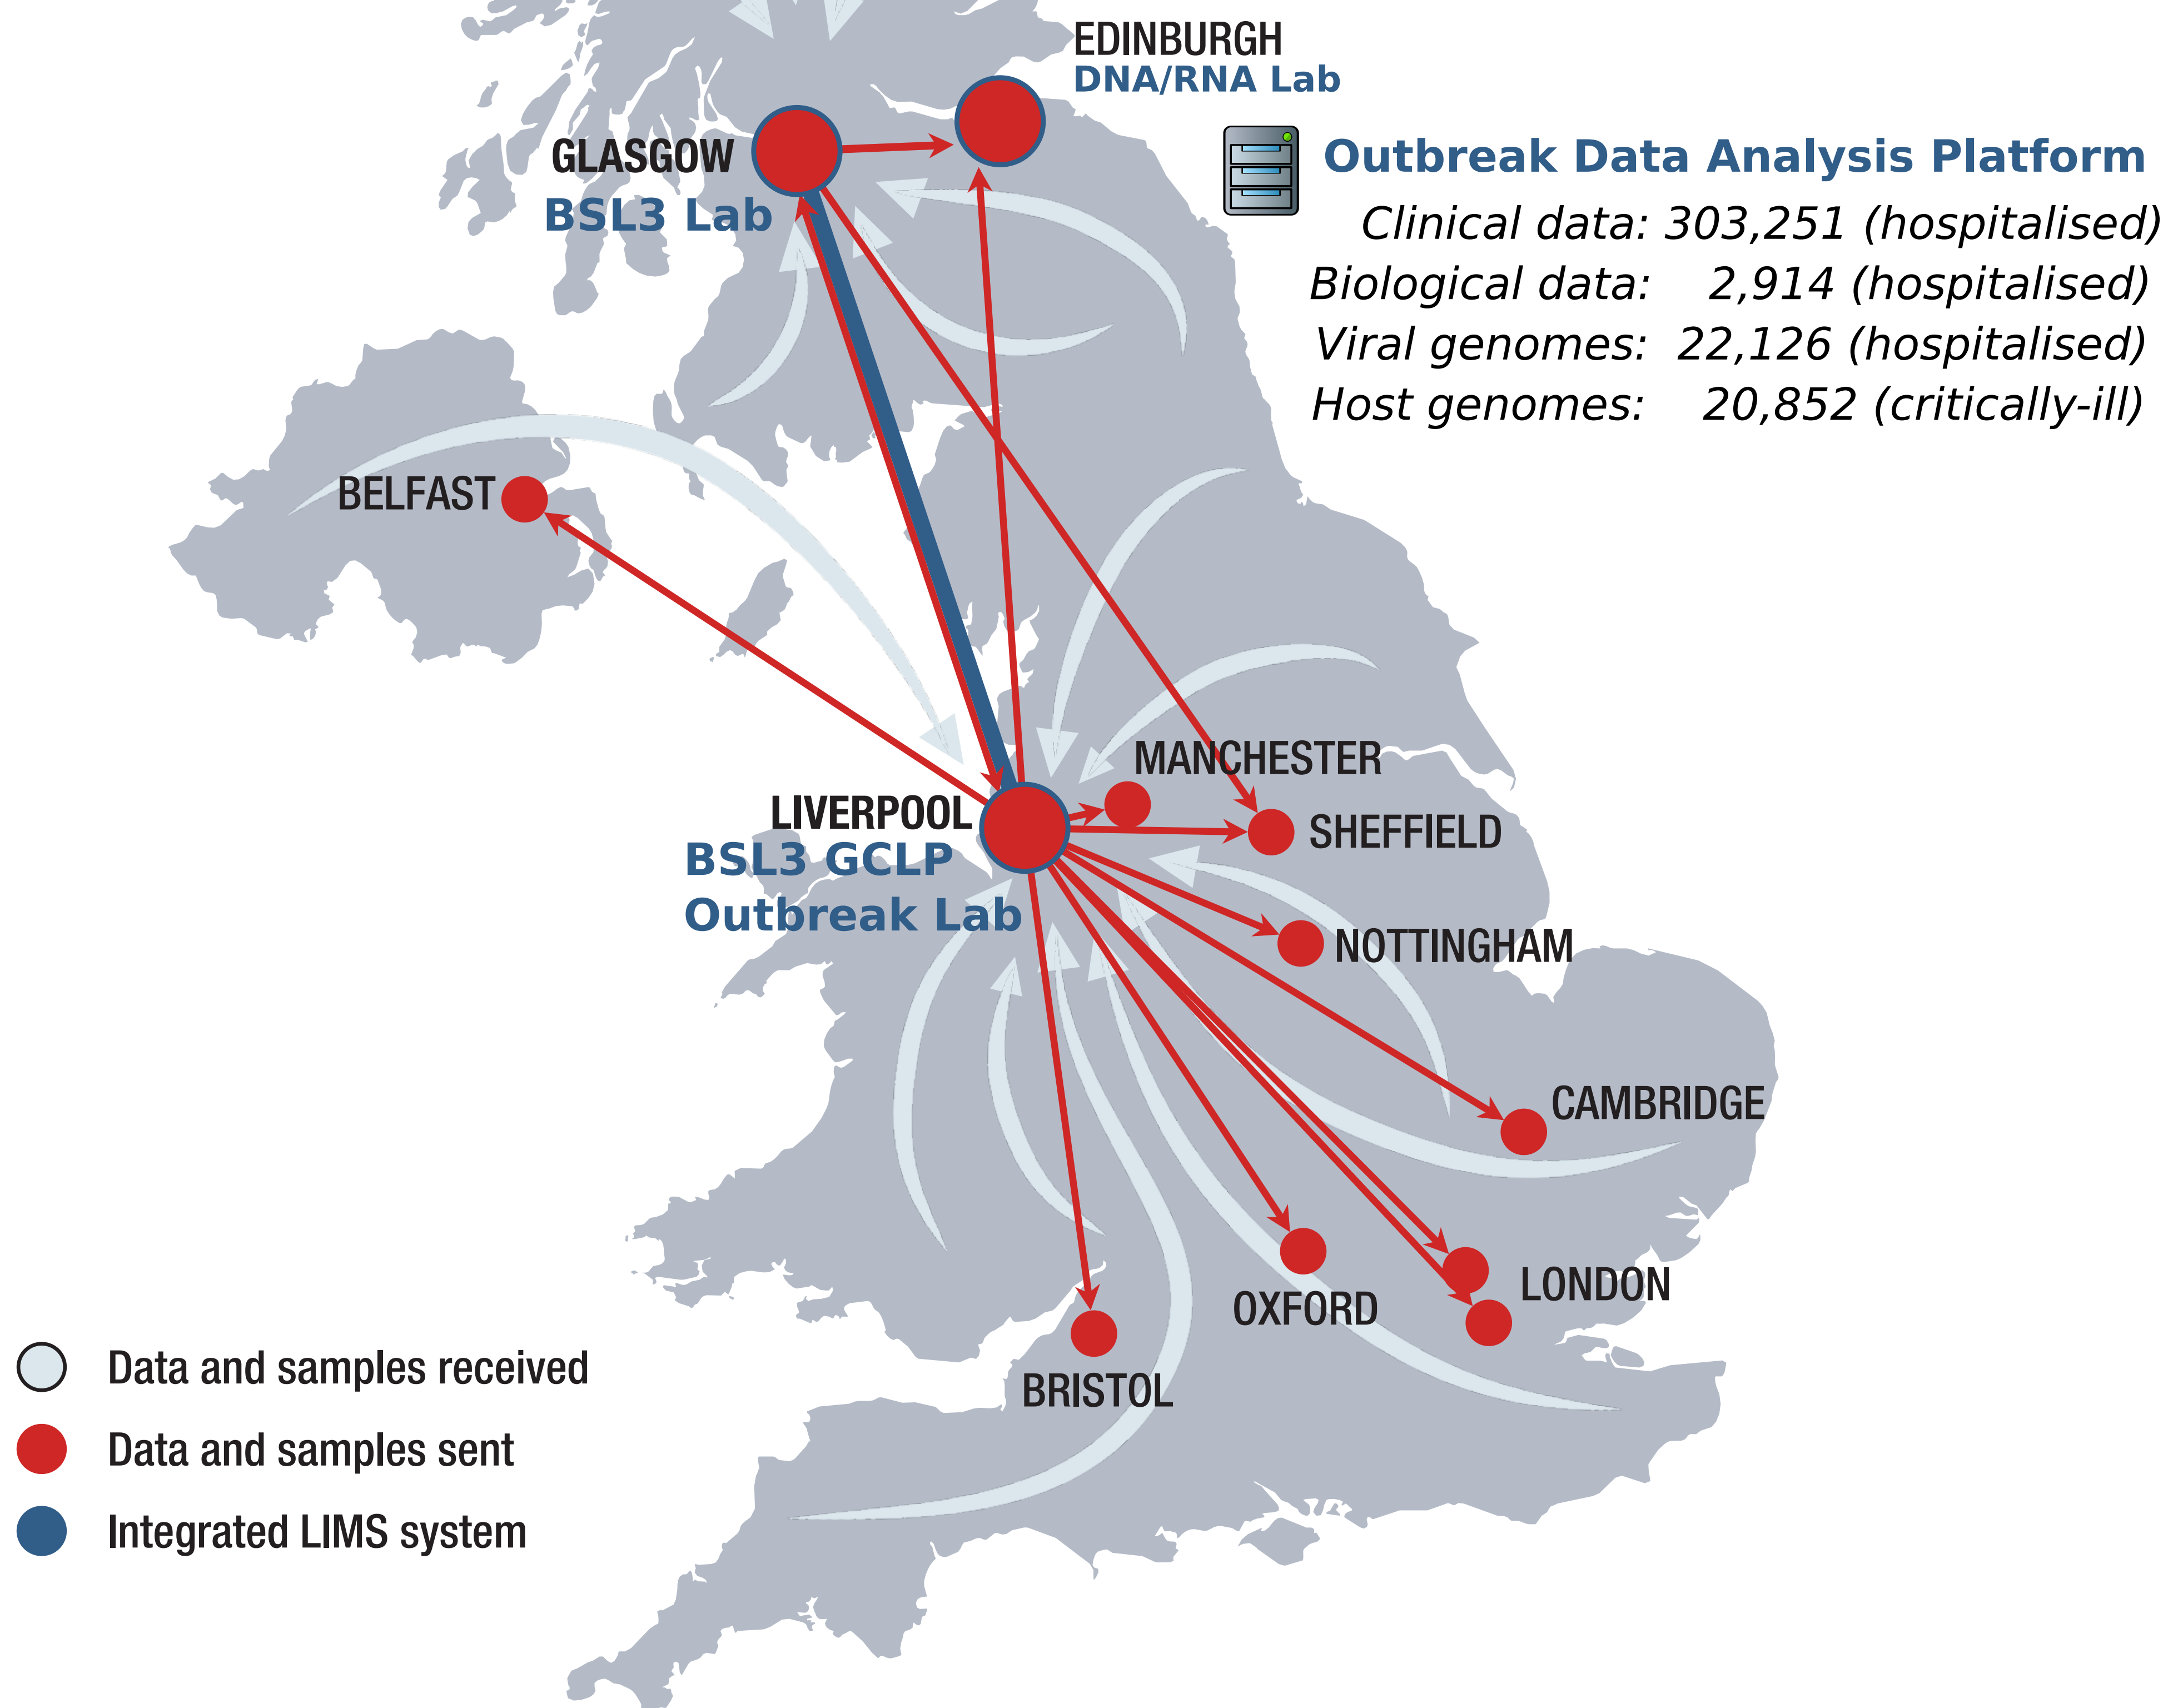 EDINBURGH
DNA/RNA Lab
GLASGOW
BSL3 Lab
Outbreak Data Analysis Platform
Clinical data: 303,251 (hospitalised)
Biological data: 2,914 (hospitalised)
Viral genomes: 22,126 (hospitalised)
Host genomes: 20,852 (critically-ill)
BELFAST
MANCHESTER
LIVERPOOL
BSL3 GCLP
Outbreak Lab
SHEFFIELD
NOTTINGHAM
CAMBRIDGE
LONDON
OXFORD
BRISTOL
Data and samples received
Data and samples sent
Integrated LIMS system